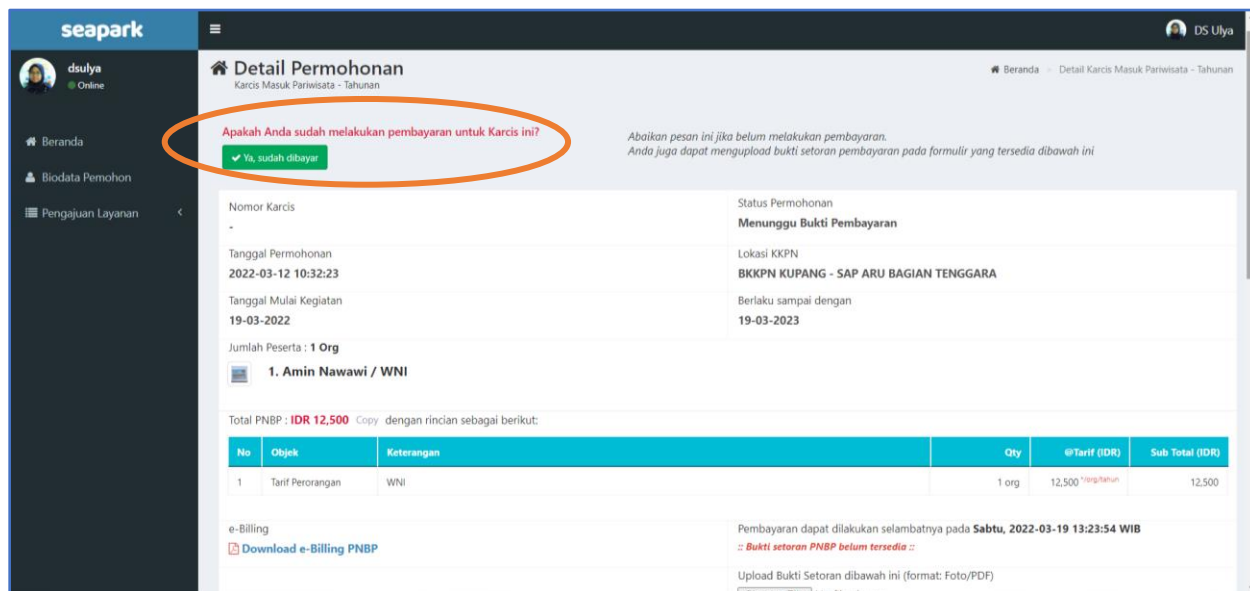 seapark
DS Ulya
dsulya
Online
Beranda
Biodata Pemohon
Pengajuan Layanan
Detail Permohonan
Karcis Masuk Pariwisata - Tahunan
Beranda - Detail Karcis Masuk Pariwisata - Tahunan
Apakah Anda sudah melakukan pembayaran untuk Karcis ini?
Ya, sudah dibayar
Abaikan pesan ini jika belum melakukan pembayaran.
Anda juga dapat mengupload bukti setoran pembayaran pada formulir yang tersedia dibawah ini
Nomor Karcis
-
Status Permohonan
Menunggu Bukti Pembayaran
Tanggal Permohonan
2022-03-12 10:32:23
Lokasi KKPN
BKKPN KUPANG - SAP ARU BAGIAN TENGGARA
Tanggal Mulai Kegiatan
19-03-2022
Berlaku sampai dengan
19-03-2023
Jumlah Peserta : 1 Org
1. Amin Nawawi / WNI
Total PNBP : IDR 12,500 Copy dengan rincian sebagai berikut:
No Objek Keterangan Qty @Tarif (IDR) Sub Total (IDR)
1 Tarif Perorangan WNI 1 org 12,500 */org/tahun 12,500
e-Billing
Download e-Billing PNBP
Pembayaran dapat dilakukan selambatnya pada Sabtu, 2022-03-19 13:23:54 WIB
:: Bukti setoran PNBP belum tersedia ::
Upload Bukti Setoran dibawah ini (format: Foto/PDF)